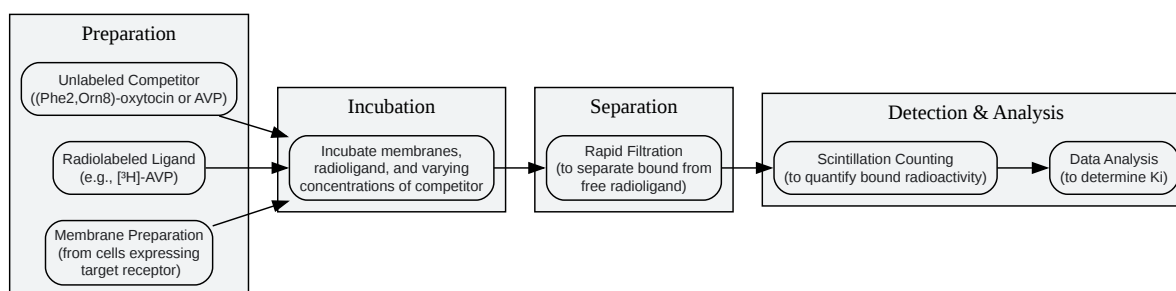 Preparation
Unlabeled Competitor
((Phe2,Orn8)-oxytocin or AVP)
Radiolabeled Ligand
(e.g., [³H]-AVP)
Membrane Preparation
(from cells expressing
target receptor)
Incubation
Incubate membranes,
radioligand, and varying
concentrations of competitor
Separation
Rapid Filtration
(to separate bound from
free radioligand)
Detection & Analysis
Scintillation Counting
(to quantify bound radioactivity)
Data Analysis
(to determine Ki)